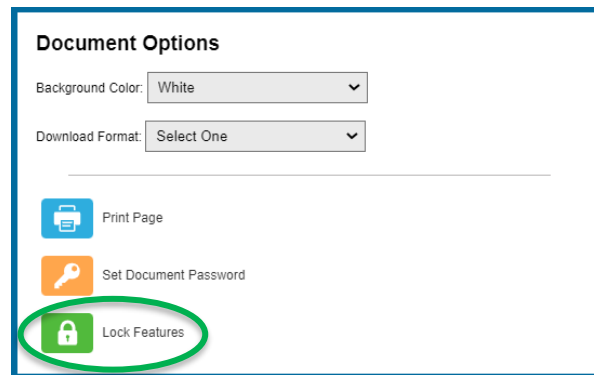 Document Options
Background Color: White
Download Format: Select One
Print Page
Set Document Password
Lock Features